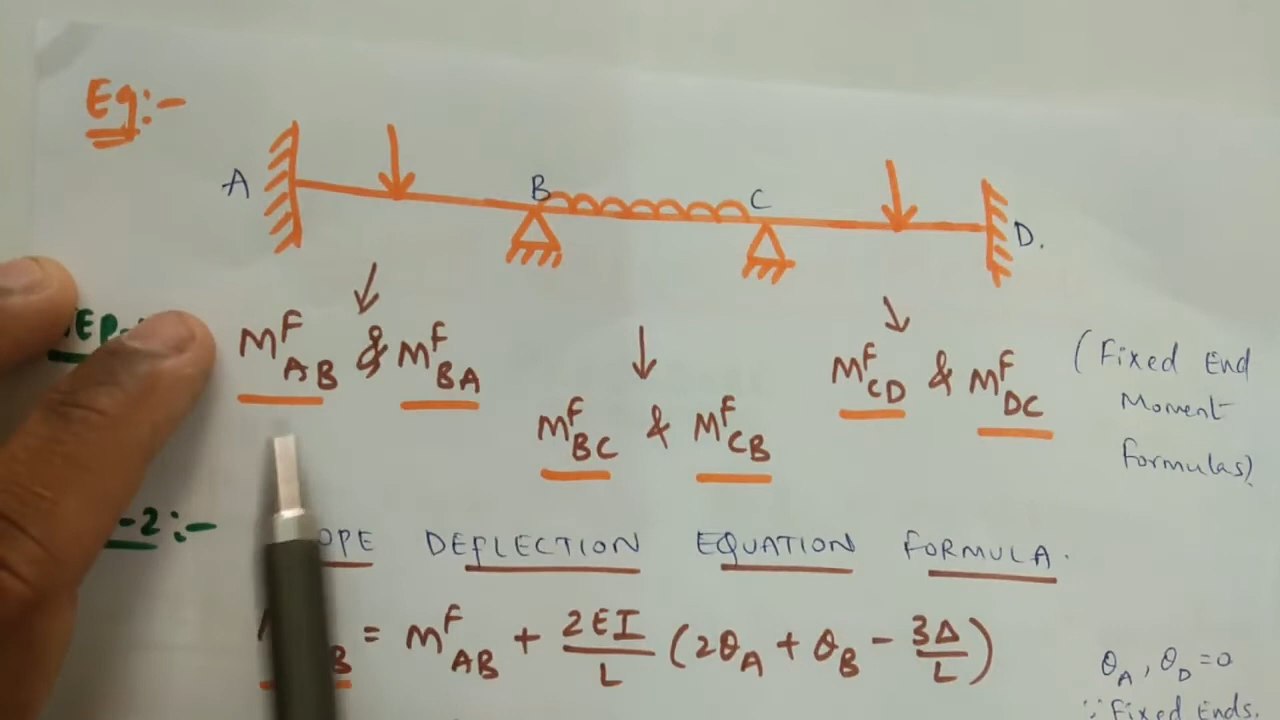 Eg:-
A B C D.
M^F_AB & M^F_BA
M^F_CD & M^F_DC
(Fixed End
Moment
Formulas)
M^F_BC & M^F_CB
-2:-
OPE DEFLECTION EQUATION FORMULA.
= M^F_AB + 2EI/L (2θ_A + θ_B - 3Δ/L)
θ_A, θ_D = 0
∵ Fixed Ends.